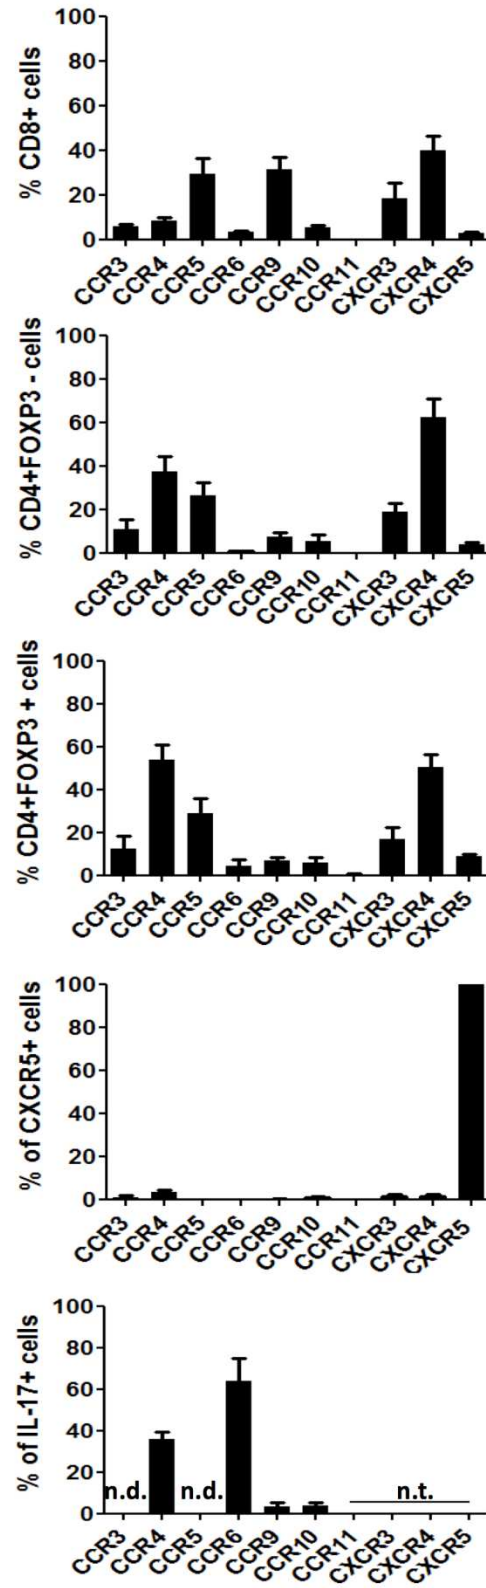 % CD8+ cells
100
80
60
40
20
0
CCR3 CCR4 CCR5 CCR6 CCR9 CCR10 CCR11 CXCR3 CXCR4 CXCR5
% CD4+FOXP3 - cells
100
80
60
40
20
0
CCR3 CCR4 CCR5 CCR6 CCR9 CCR10 CCR11 CXCR3 CXCR4 CXCR5
% CD4+FOXP3 + cells
100
80
60
40
20
0
CCR3 CCR4 CCR5 CCR6 CCR9 CCR10 CCR11 CXCR3 CXCR4 CXCR5
% of CXCR5+ cells
100
80
60
40
20
0
CCR3 CCR4 CCR5 CCR6 CCR9 CCR10 CCR11 CXCR3 CXCR4 CXCR5
% of IL-17+ cells
100
80
60
40
20
0
n.d. n.d. n.t.
CCR3 CCR4 CCR5 CCR6 CCR9 CCR10 CCR11 CXCR3 CXCR4 CXCR5